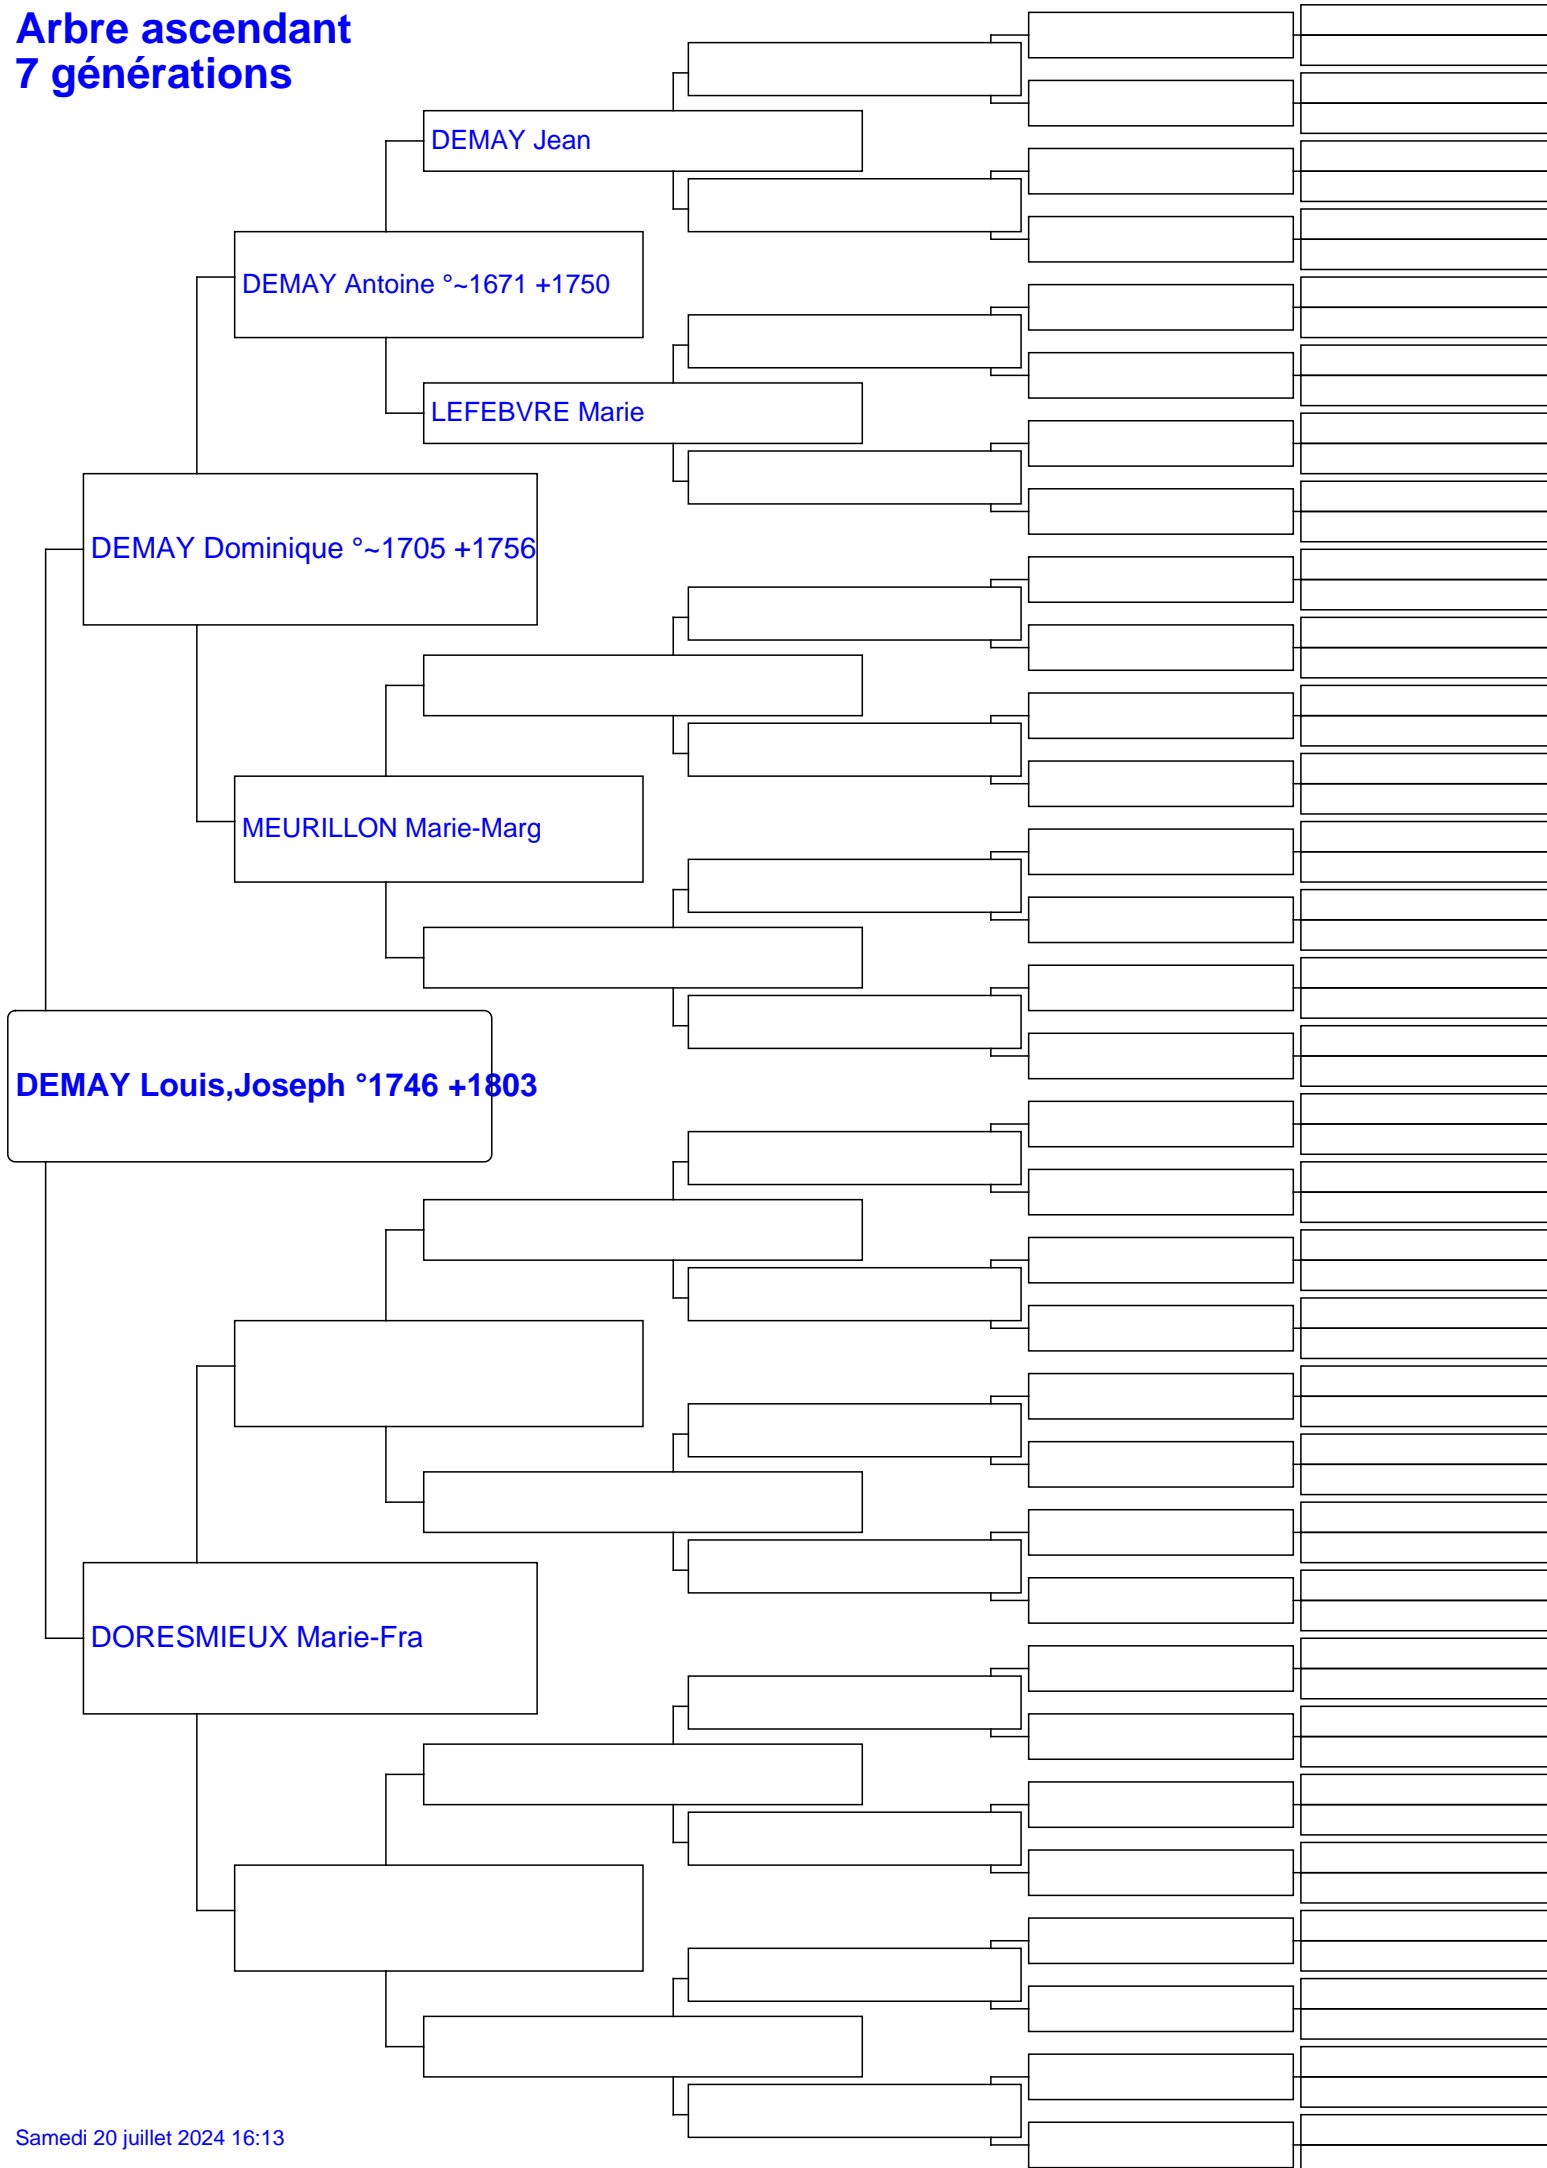 Arbre ascendant
7 générations
DEMAY Jean
DEMAY Antoine °~1671 +1750
LEFEBVRE Marie
DEMAY Dominique °~1705 +1756
MEURILLON Marie-Marg
DEMAY Louis,Joseph °1746 +1803
DORESMIEUX Marie-Fra
Samedi 20 juillet 2024 16:13